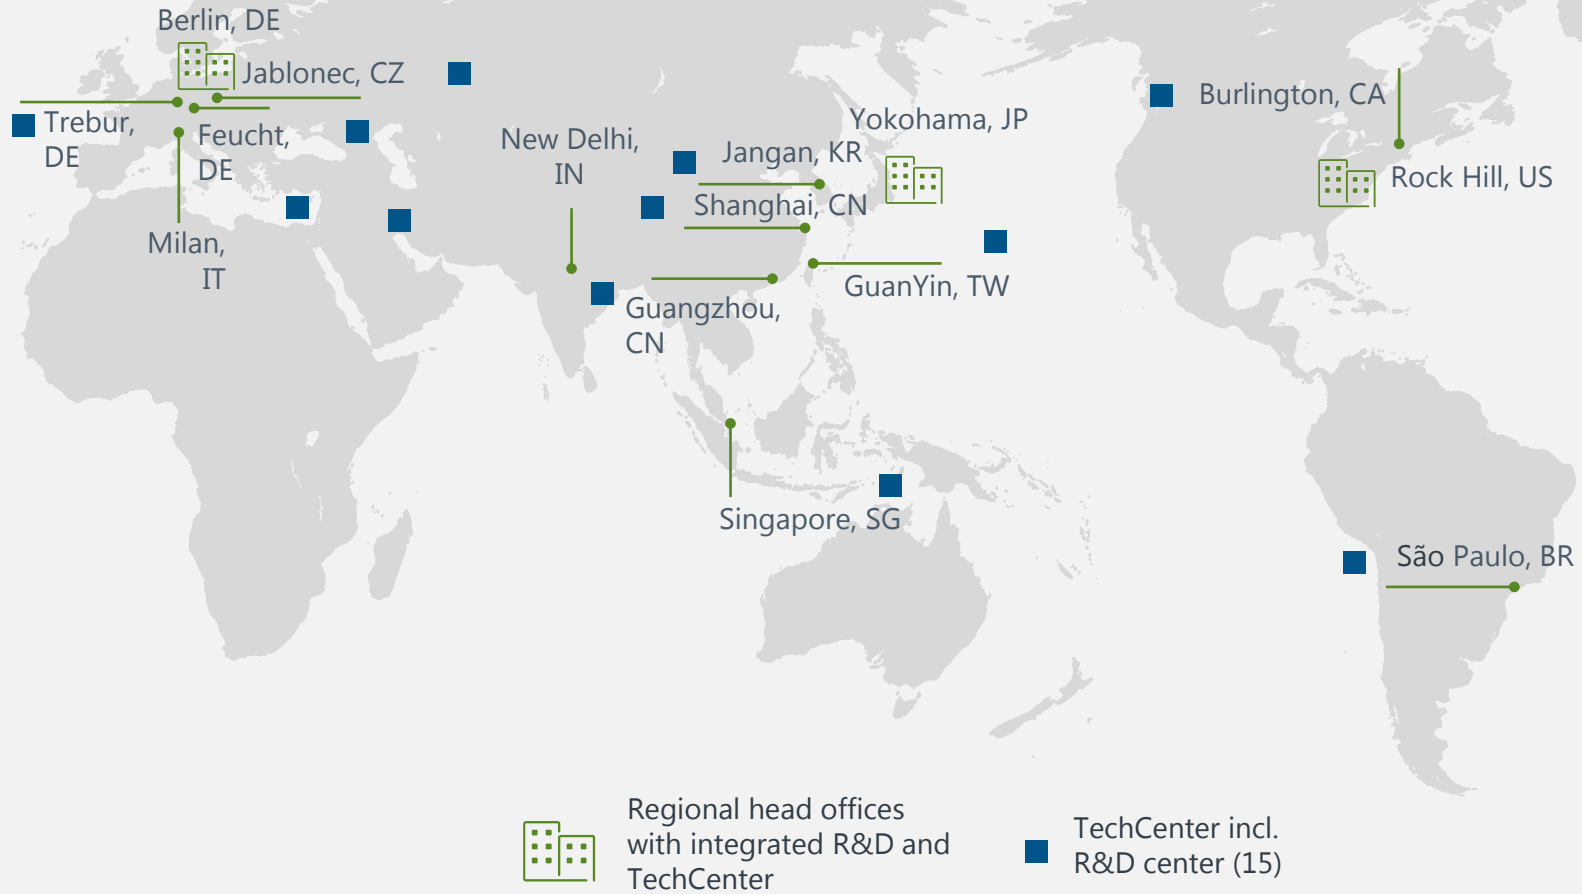 Berlin, DE
Jablonec, CZ
Trebur,
DE
Feucht,
DE
Milan,
IT
New Delhi,
IN
Yokohama, JP
Jangan, KR
Shanghai, CN
GuanYin, TW
Guangzhou,
CN
Singapore, SG
Burlington, CA
Rock Hill, US
São Paulo, BR
Regional head offices
with integrated R&D and
TechCenter
TechCenter incl.
R&D center (15)